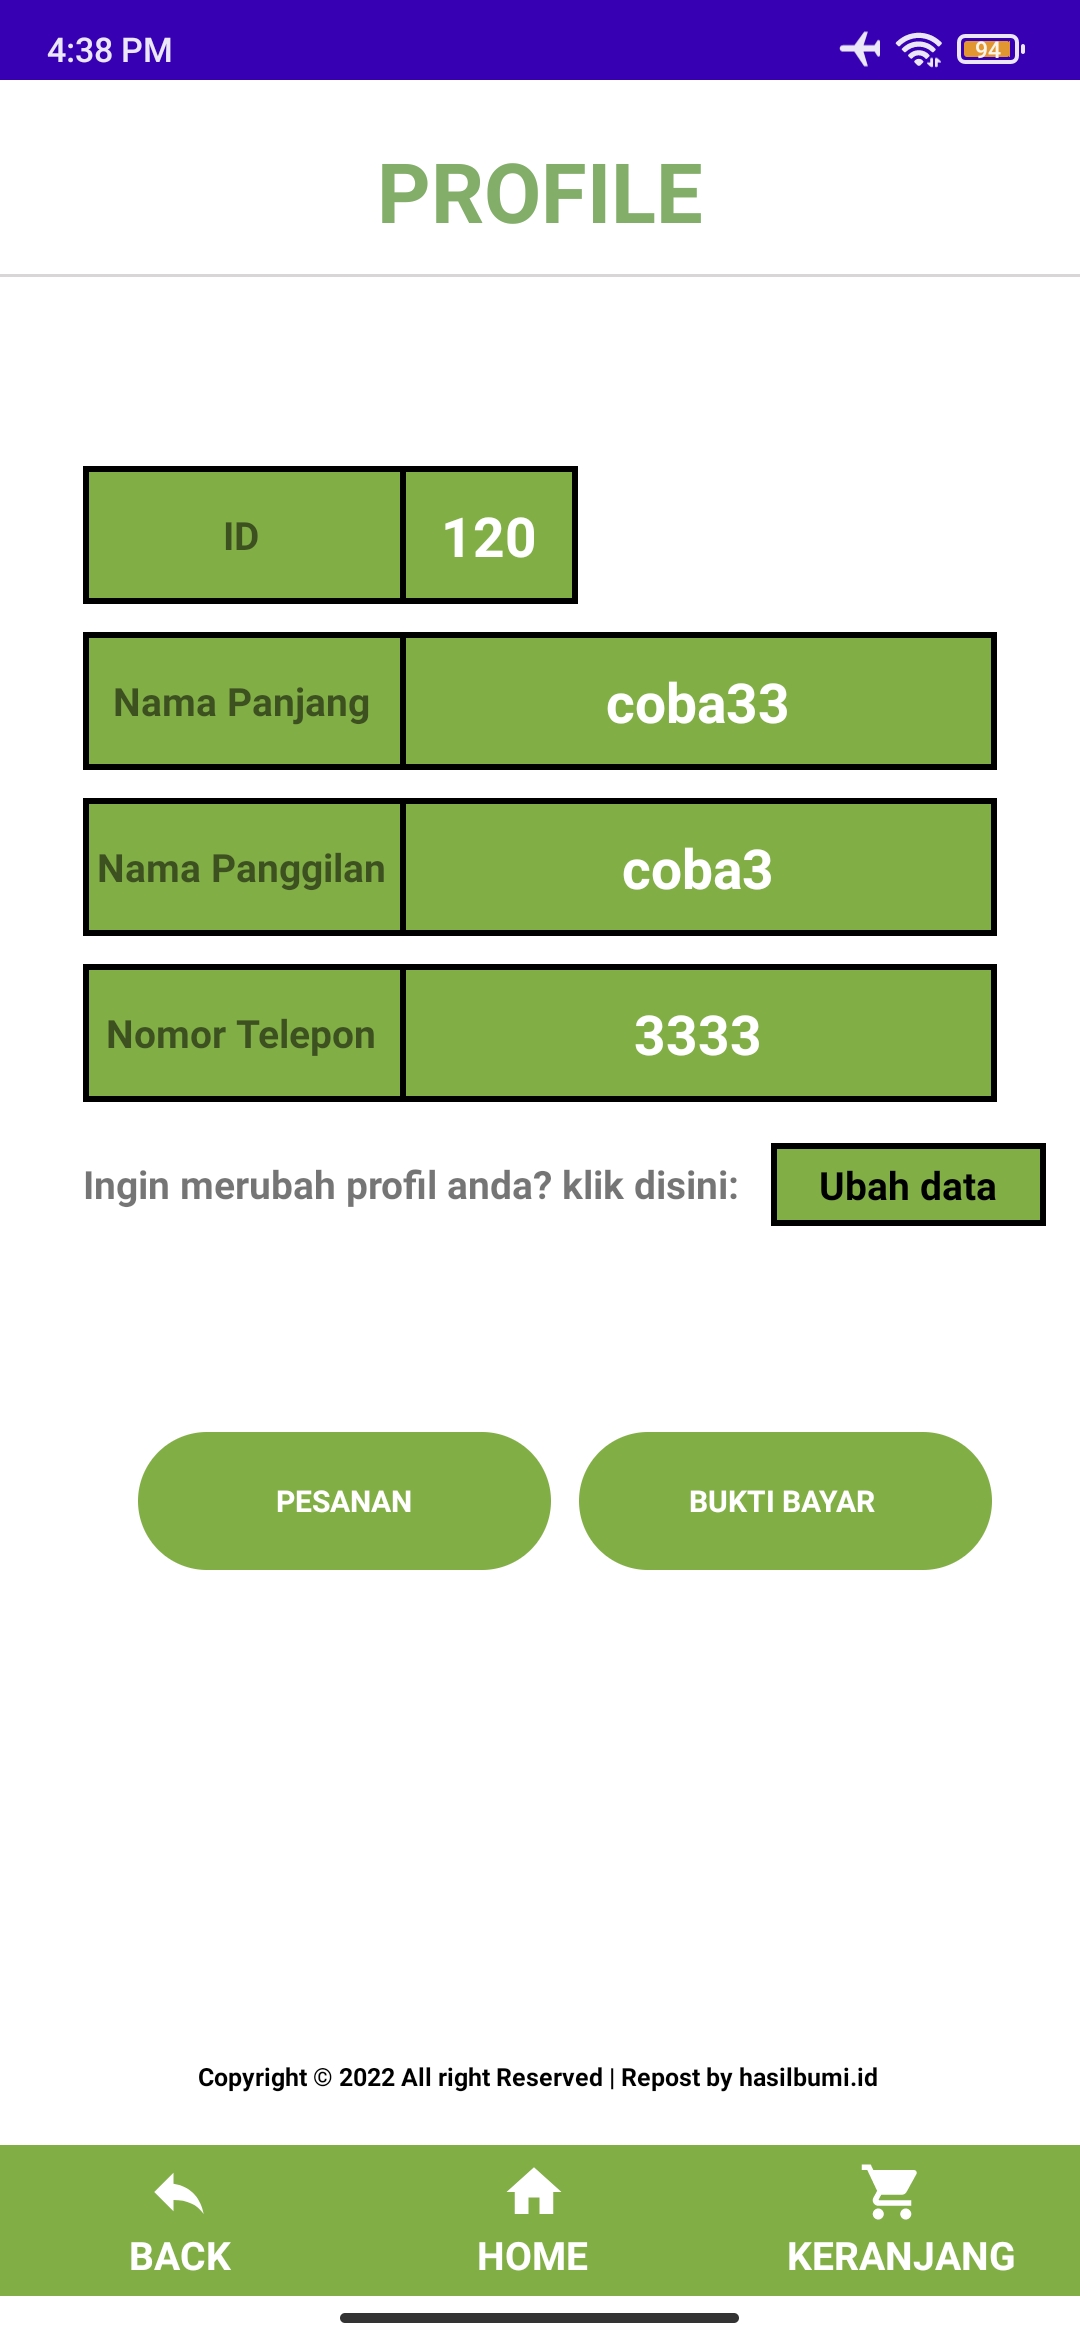 4:38 PM
94
PROFILE
ID
120
Nama Panjang
coba33
Nama Panggilan
coba3
Nomor Telepon
3333
Ingin merubah profil anda? klik disini:
Ubah data
PESANAN
BUKTI BAYAR
Copyright © 2022 All right Reserved | Repost by hasilbumi.id
BACK
HOME
KERANJANG